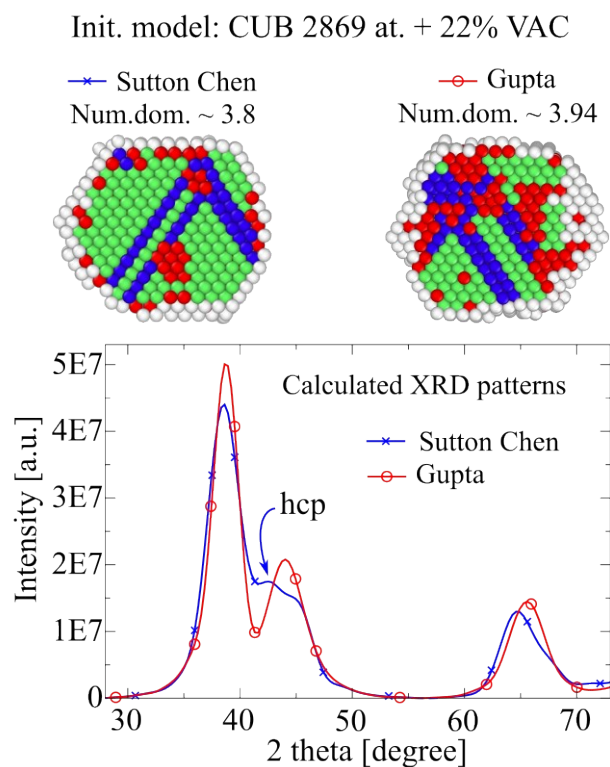 Init. model: CUB 2869 at. + 22% VAC
Sutton Chen
Num.dom. ~ 3.8
Gupta
Num.dom. ~ 3.94
Calculated XRD patterns
Sutton Chen
Gupta
hcp
Intensity [a.u.]
5E7
4E7
3E7
2E7
1E7
0
30 40 50 60 70
2 theta [degree]